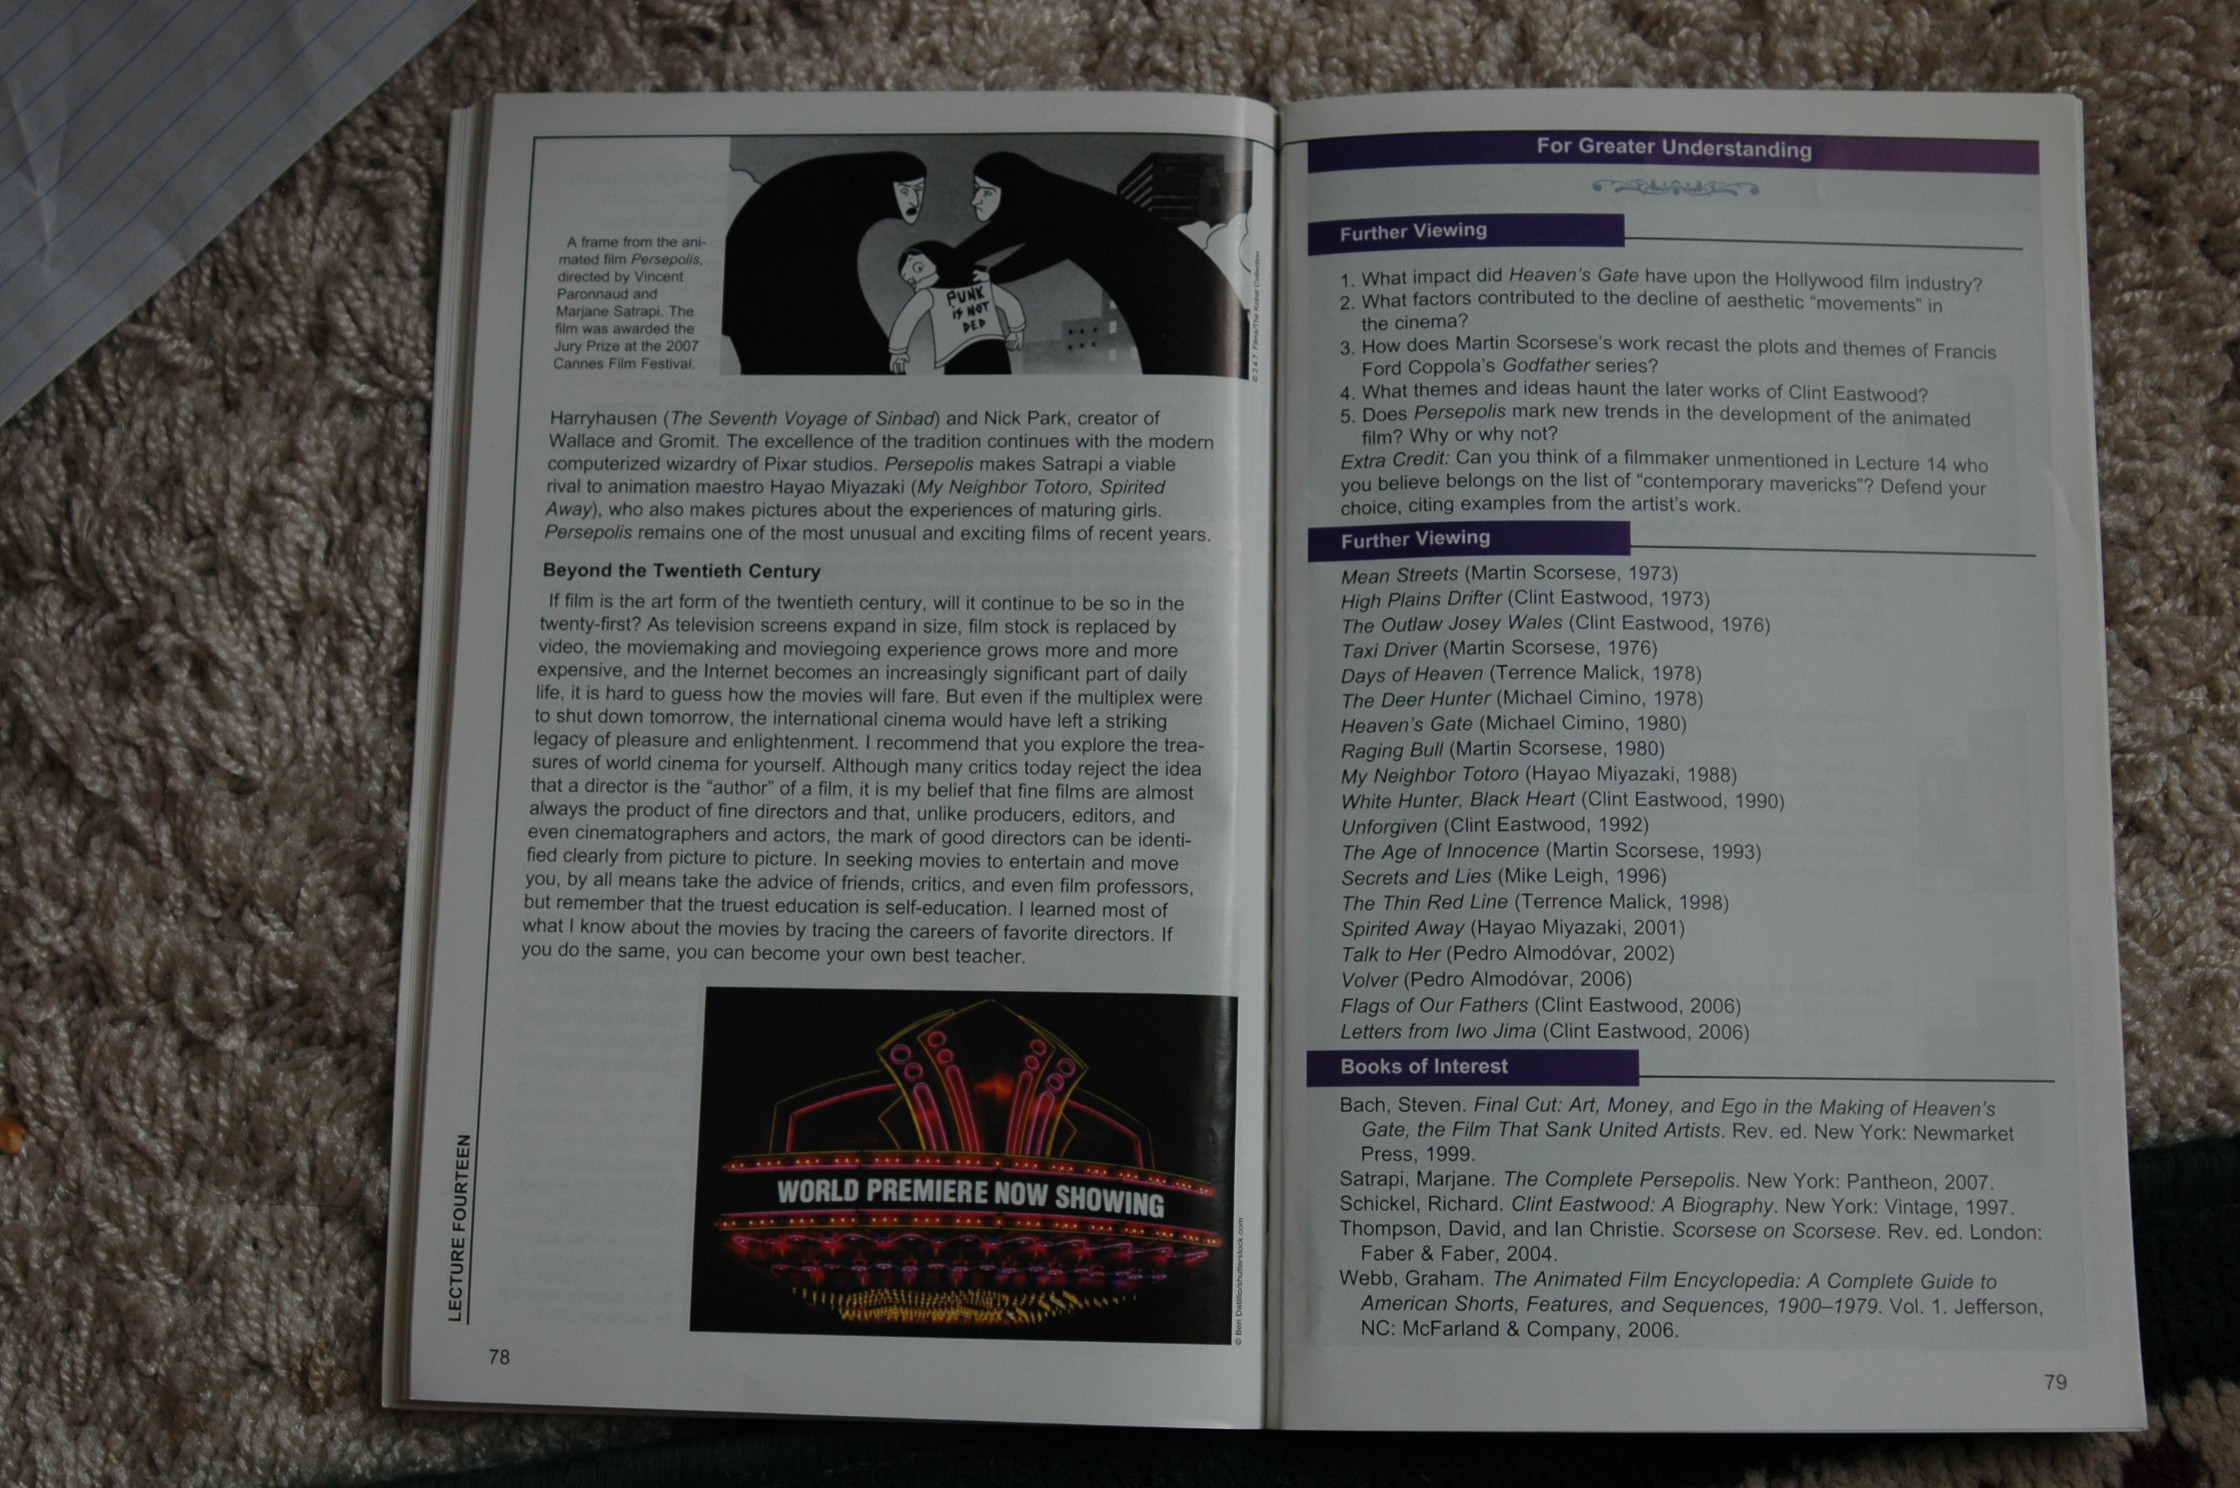 A frame from the ani-
mated film Persepolis,
directed by Vincent
Paronnaud and
Marjane Satrapi. The
film was awarded the
Jury Prize at the 2007
Cannes Film Festival.
PUNK
IS NOT
DED
© 2.4.7. Films/The Kobal Collection
Harryhausen (The Seventh Voyage of Sinbad) and Nick Park, creator of
Wallace and Gromit. The excellence of the tradition continues with the modern
computerized wizardry of Pixar studios. Persepolis makes Satrapi a viable
rival to animation maestro Hayao Miyazaki (My Neighbor Totoro, Spirited
Away), who also makes pictures about the experiences of maturing girls.
Persepolis remains one of the most unusual and exciting films of recent years.
Beyond the Twentieth Century
If film is the art form of the twentieth century, will it continue to be so in the
twenty-first? As television screens expand in size, film stock is replaced by
video, the moviemaking and moviegoing experience grows more and more
expensive, and the Internet becomes an increasingly significant part of daily
life, it is hard to guess how the movies will fare. But even if the multiplex were
to shut down tomorrow, the international cinema would have left a striking
legacy of pleasure and enlightenment. I recommend that you explore the trea-
sures of world cinema for yourself. Although many critics today reject the idea
that a director is the “author” of a film, it is my belief that fine films are almost
always the product of fine directors and that, unlike producers, editors, and
even cinematographers and actors, the mark of good directors can be identi-
fied clearly from picture to picture. In seeking movies to entertain and move
you, by all means take the advice of friends, critics, and even film professors,
but remember that the truest education is self-education. I learned most of
what I know about the movies by tracing the careers of favorite directors. If
you do the same, you can become your own best teacher.
WORLD PREMIERE NOW SHOWING
© Ben Dattilo/shutterstock.com
LECTURE FOURTEEN
78
For Greater Understanding
Further Viewing
1. What impact did Heaven's Gate have upon the Hollywood film industry?
2. What factors contributed to the decline of aesthetic “movements” in
the cinema?
3. How does Martin Scorsese's work recast the plots and themes of Francis
Ford Coppola's Godfather series?
4. What themes and ideas haunt the later works of Clint Eastwood?
5. Does Persepolis mark new trends in the development of the animated
film? Why or why not?
Extra Credit: Can you think of a filmmaker unmentioned in Lecture 14 who
you believe belongs on the list of “contemporary mavericks”? Defend your
choice, citing examples from the artist's work.
Further Viewing
Mean Streets (Martin Scorsese, 1973)
High Plains Drifter (Clint Eastwood, 1973)
The Outlaw Josey Wales (Clint Eastwood, 1976)
Taxi Driver (Martin Scorsese, 1976)
Days of Heaven (Terrence Malick, 1978)
The Deer Hunter (Michael Cimino, 1978)
Heaven's Gate (Michael Cimino, 1980)
Raging Bull (Martin Scorsese, 1980)
My Neighbor Totoro (Hayao Miyazaki, 1988)
White Hunter, Black Heart (Clint Eastwood, 1990)
Unforgiven (Clint Eastwood, 1992)
The Age of Innocence (Martin Scorsese, 1993)
Secrets and Lies (Mike Leigh, 1996)
The Thin Red Line (Terrence Malick, 1998)
Spirited Away (Hayao Miyazaki, 2001)
Talk to Her (Pedro Almodóvar, 2002)
Volver (Pedro Almodóvar, 2006)
Flags of Our Fathers (Clint Eastwood, 2006)
Letters from Iwo Jima (Clint Eastwood, 2006)
Books of Interest
Bach, Steven. Final Cut: Art, Money, and Ego in the Making of Heaven's
Gate, the Film That Sank United Artists. Rev. ed. New York: Newmarket
Press, 1999.
Satrapi, Marjane. The Complete Persepolis. New York: Pantheon, 2007.
Schickel, Richard. Clint Eastwood: A Biography. New York: Vintage, 1997.
Thompson, David, and Ian Christie. Scorsese on Scorsese. Rev. ed. London:
Faber & Faber, 2004.
Webb, Graham. The Animated Film Encyclopedia: A Complete Guide to
American Shorts, Features, and Sequences, 1900–1979. Vol. 1. Jefferson,
NC: McFarland & Company, 2006.
79